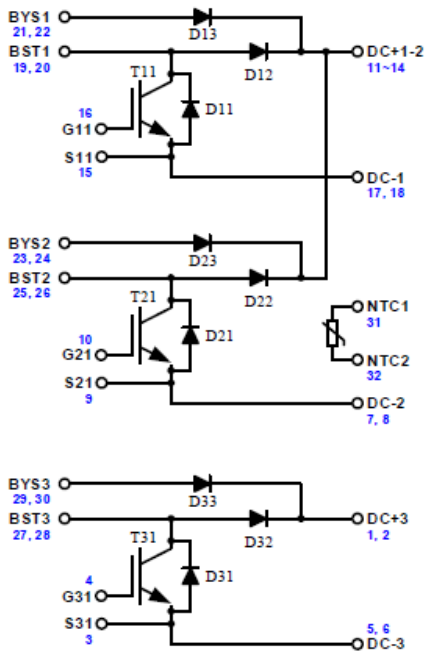 BYS1
21, 22
D13
BST1
19, 20
D12
DC+1-2
11~14
T11
D11
16
G11
S11
15
DC-1
17, 18
BYS2
23, 24
D23
BST2
25, 26
D22
T21
D21
10
G21
S21
9
NTC1
31
NTC2
32
DC-2
7, 8
BYS3
29, 30
D33
BST3
27, 28
D32
DC+3
1, 2
T31
D31
4
G31
S31
3
5, 6
DC-3